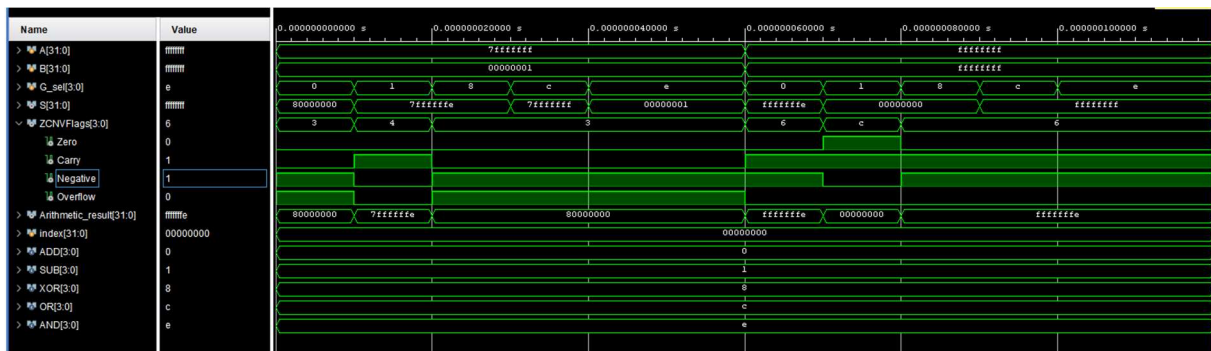 Name Value 0.000000000000 s 0.000000020000 s 0.000000040000 s 0.000000060000 s 0.000000080000 s 0.000000100000 s
A[31:0] ffffffff 7fffffff ffffffff
B[31:0] ffffffff 00000001 ffffffff
G_sel[3:0] e 0 1 8 c e 0 1 8 c e
S[31:0] ffffffff 80000000 7ffffffe 7fffffff 00000001 fffffffe 00000000 ffffffff
ZCNVFlags[3:0] 6 3 4 3 6 c 6
Zero 0
Carry 1
Negative 1
Overflow 0
Arithmetic_result[31:0] fffffffe 80000000 7ffffffe 80000000 fffffffe 00000000 fffffffe
index[31:0] 00000000 00000000
ADD[3:0] 0 0
SUB[3:0] 1 1
XOR[3:0] 8 8
OR[3:0] c c
AND[3:0] e e